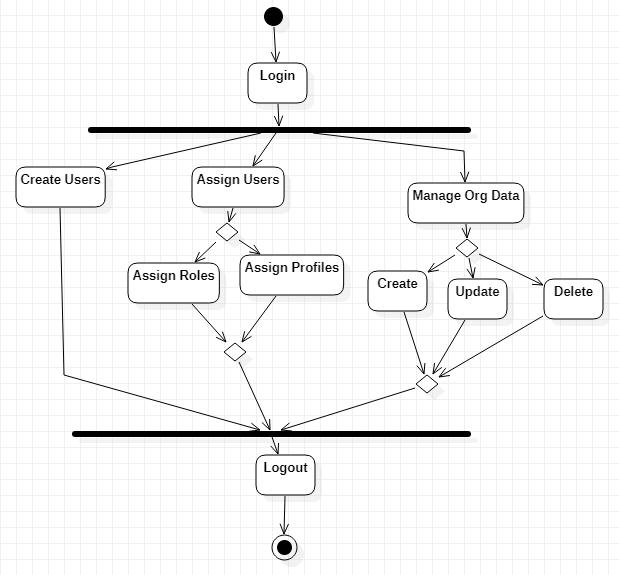 Login
Create Users
Assign Users
Manage Org Data
Assign Roles
Assign Profiles
Create
Update
Delete
Logout